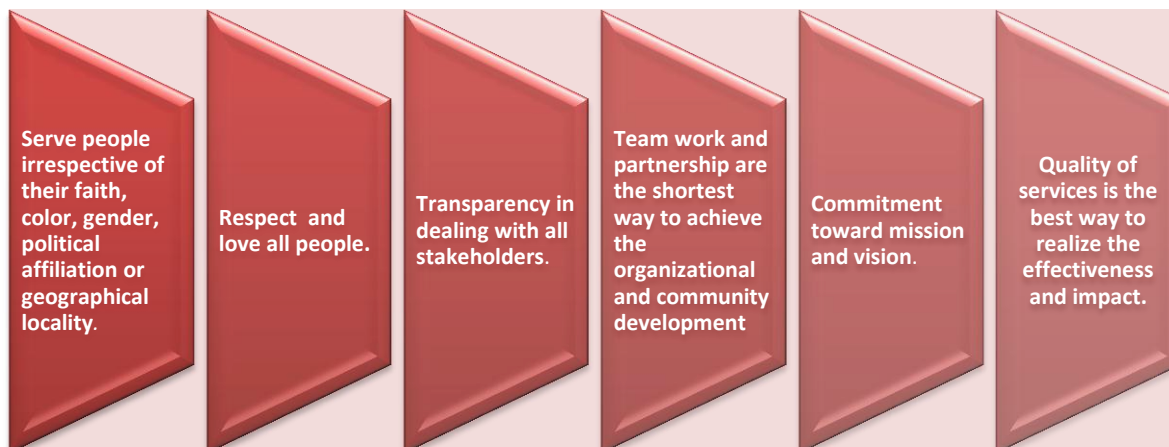 Serve people
irrespective of
their faith,
color, gender,
political
affiliation or
geographical
locality.
Respect  and
love all people.
Transparency in
dealing with all
stakeholders.
Team work and
partnership are
the shortest
way to achieve
the
organizational
and community
development
Commitment
toward mission
and vision.
Quality of
services is the
best way to
realize the
effectiveness
and impact.